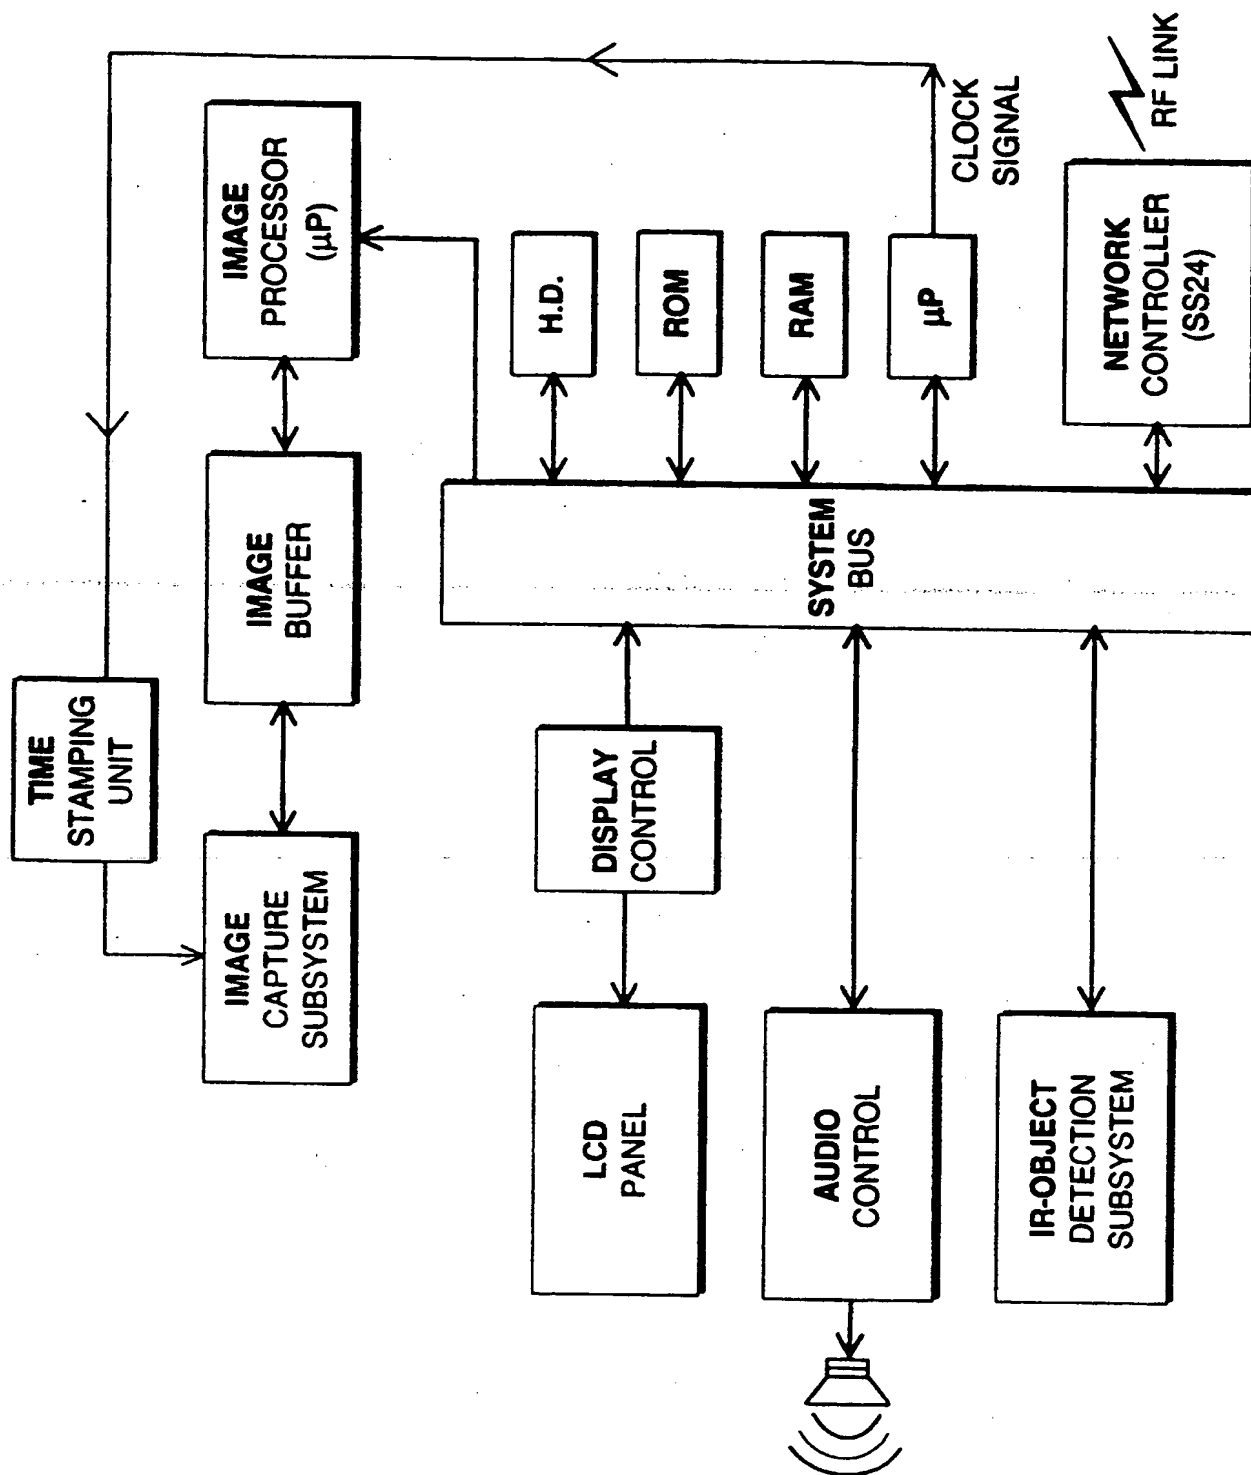 TIME
STAMPING
UNIT
IMAGE
CAPTURE
SUBSYSTEM
IMAGE
BUFFER
IMAGE
PROCESSOR
(μP)
LCD
PANEL
DISPLAY
CONTROL
H.D.
ROM
RAM
μP
CLOCK
SIGNAL
SYSTEM
BUS
AUDIO
CONTROL
IR-OBJECT
DETECTION
SUBSYSTEM
NETWORK
CONTROLLER
(SS24)
RF LINK